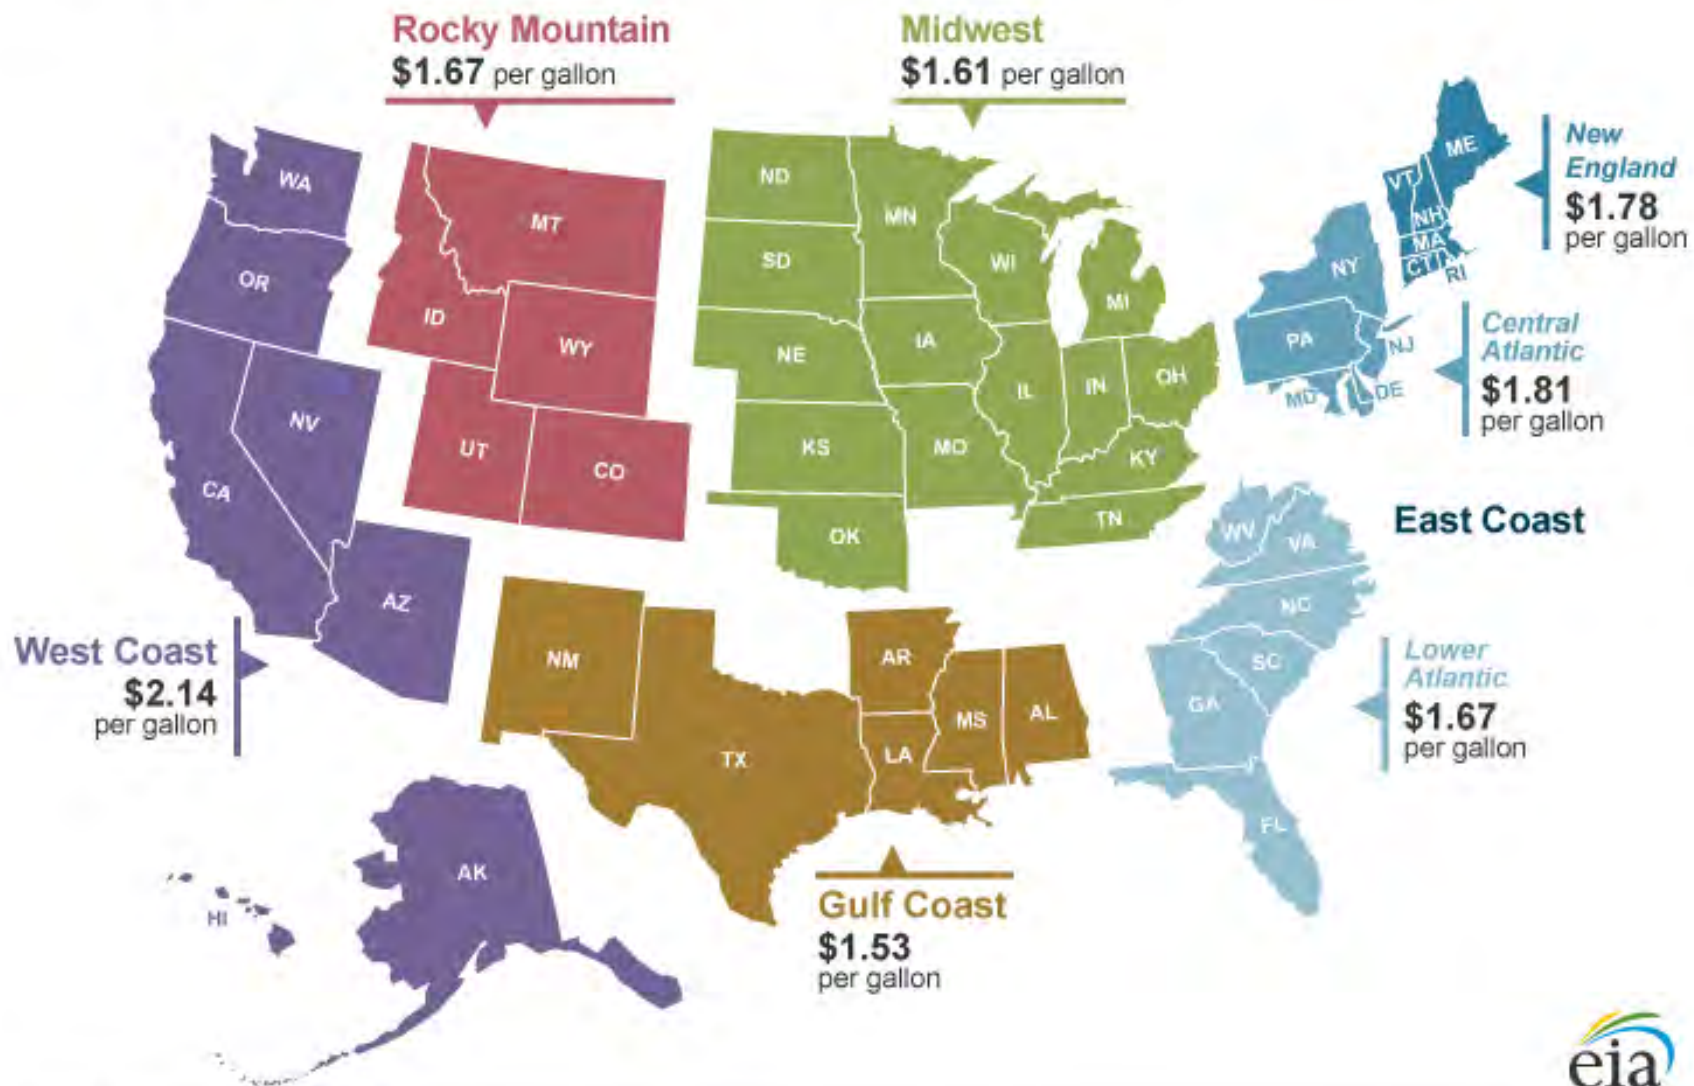 Rocky Mountain
$1.67 per gallon
Midwest
$1.61 per gallon
New
England
$1.78
per gallon
Central
Atlantic
$1.81
per gallon
East Coast
Lower
Atlantic
$1.67
per gallon
West Coast
$2.14
per gallon
Gulf Coast
$1.53
per gallon
WA
OR
CA
NV
AZ
AK
HI
MT
ID
WY
UT
CO
ND
SD
NE
KS
OK
MN
IA
MO
WI
IL
IN
MI
OH
KY
TN
NM
TX
AR
LA
MS
AL
ME
VT
NH
MA
CT
RI
NY
PA
NJ
MD
DE
WV
VA
NC
SC
GA
FL
eia